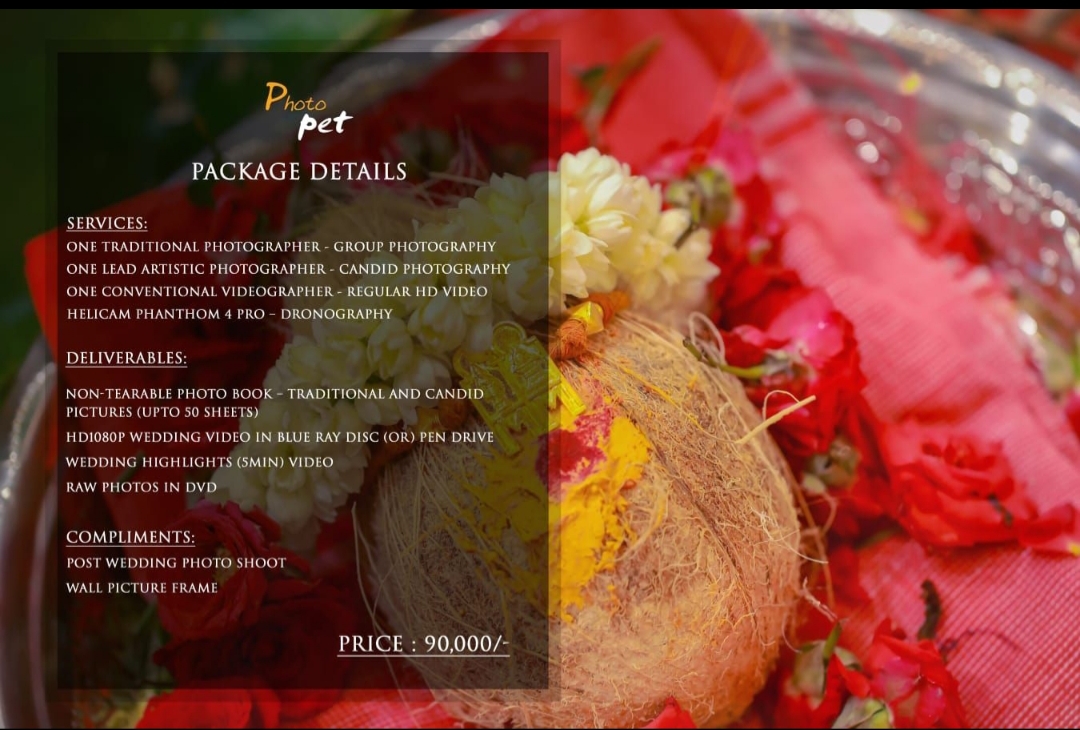 Photo
pet
PACKAGE DETAILS
SERVICES:
ONE TRADITIONAL PHOTOGRAPHER - GROUP PHOTOGRAPHY
ONE LEAD ARTISTIC PHOTOGRAPHER - CANDID PHOTOGRAPHY
ONE CONVENTIONAL VIDEOGRAPHER - REGULAR HD VIDEO
HELICAM PHANTHOM 4 PRO – DRONOGRAPHY
DELIVERABLES:
NON-TEARABLE PHOTO BOOK – TRADITIONAL AND CANDID
PICTURES (UPTO 50 SHEETS)
HD1080P WEDDING VIDEO IN BLUE RAY DISC (OR) PEN DRIVE
WEDDING HIGHLIGHTS (5MIN) VIDEO
RAW PHOTOS IN DVD
COMPLIMENTS:
POST WEDDING PHOTO SHOOT
WALL PICTURE FRAME
PRICE : 90,000/-